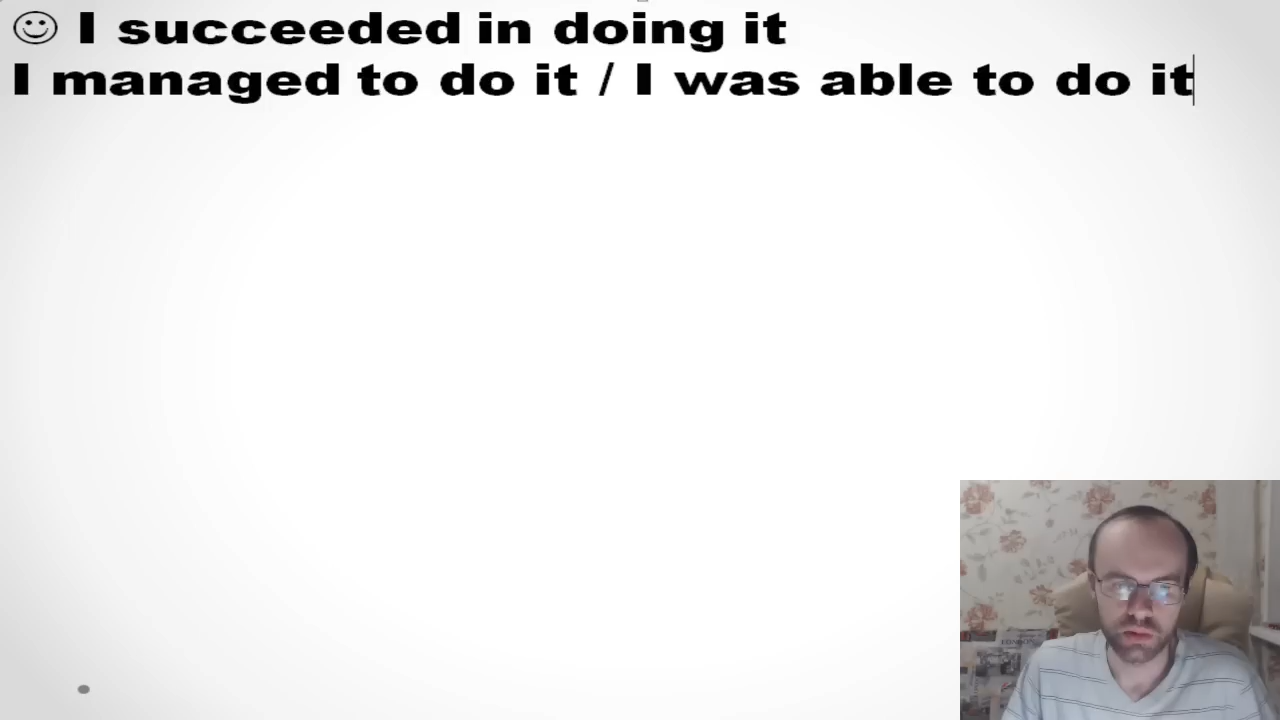 ☺ I succeeded in doing it
I managed to do it / I was able to do it